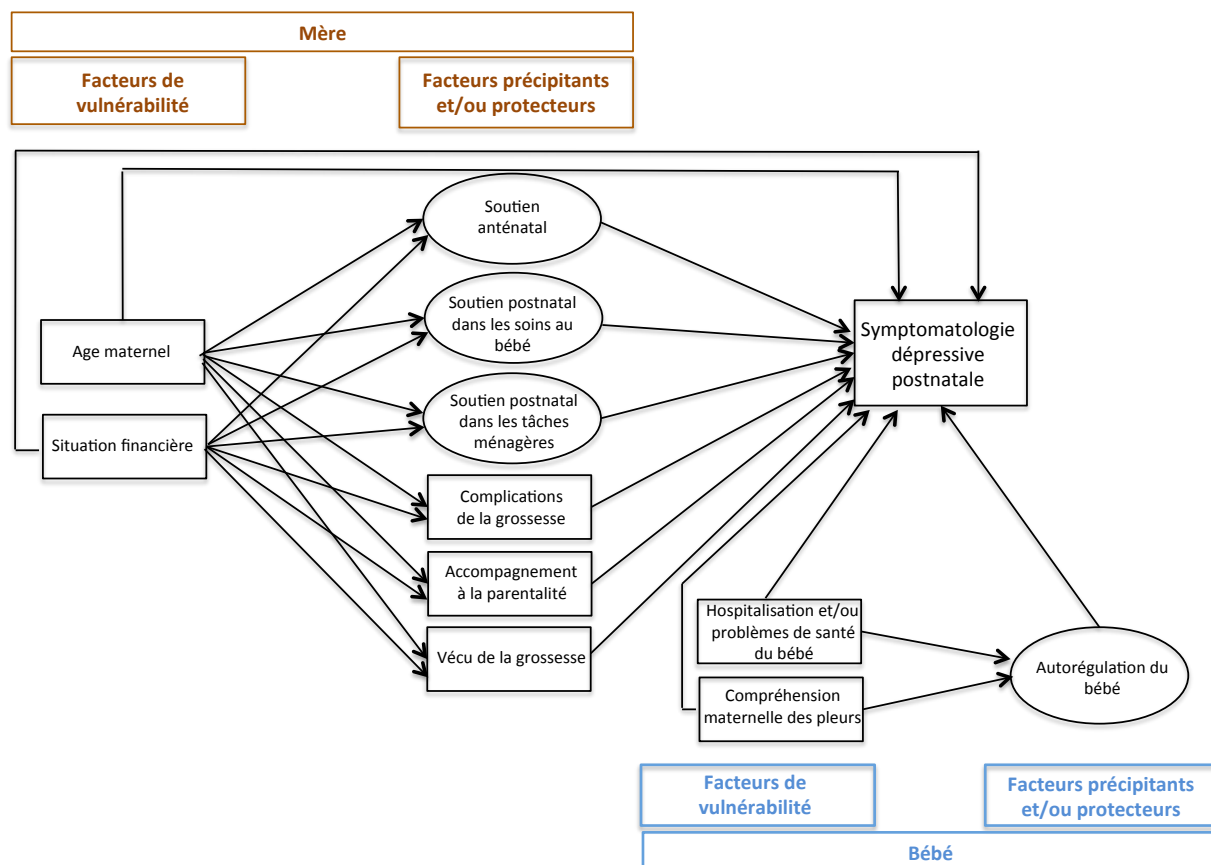 Mère
Facteurs de
vulnérabilité
Facteurs précipitants
et/ou protecteurs
Soutien
anténatal
Soutien postnatal
dans les soins au
bébé
Symptomatologie
dépressive
postnatale
Age maternel
Soutien postnatal
dans les tâches
ménagères
Situation financière
Complications
de la grossesse
Accompagnement
à la parentalité
Vécu de la grossesse
Hospitalisation et/ou
problèmes de santé
du bébé
Autorégulation du
bébé
Compréhension
maternelle des pleurs
Facteurs de
vulnérabilité
Facteurs précipitants
et/ou protecteurs
Bébé